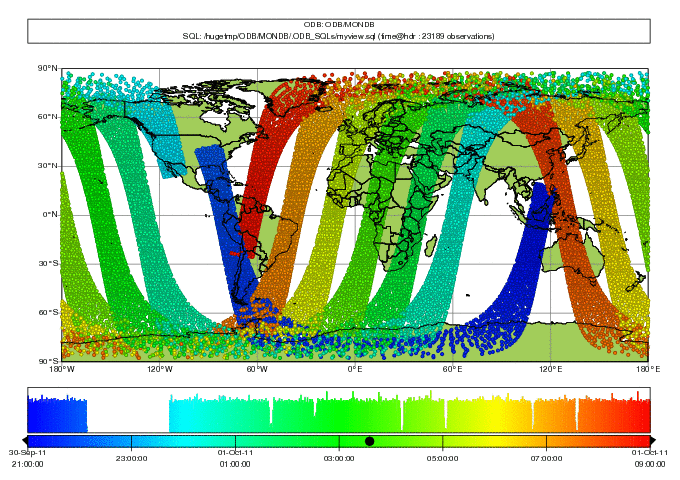 ODB: ODB/MONDB
SQL: /hugetmp/ODB/MONDB/.ODB_SQLs/myview.sql (time@hdr : 23189 observations)
90°N
60°N
30°N
0°N
30°S
60°S
90°S
180°W 120°W 60°W 0°E 60°E 120°E 180°E
30-Sep-11 01-Oct-11 01-Oct-11
21:00:00 23:00:00 01:00:00 03:00:00 05:00:00 07:00:00 09:00:00